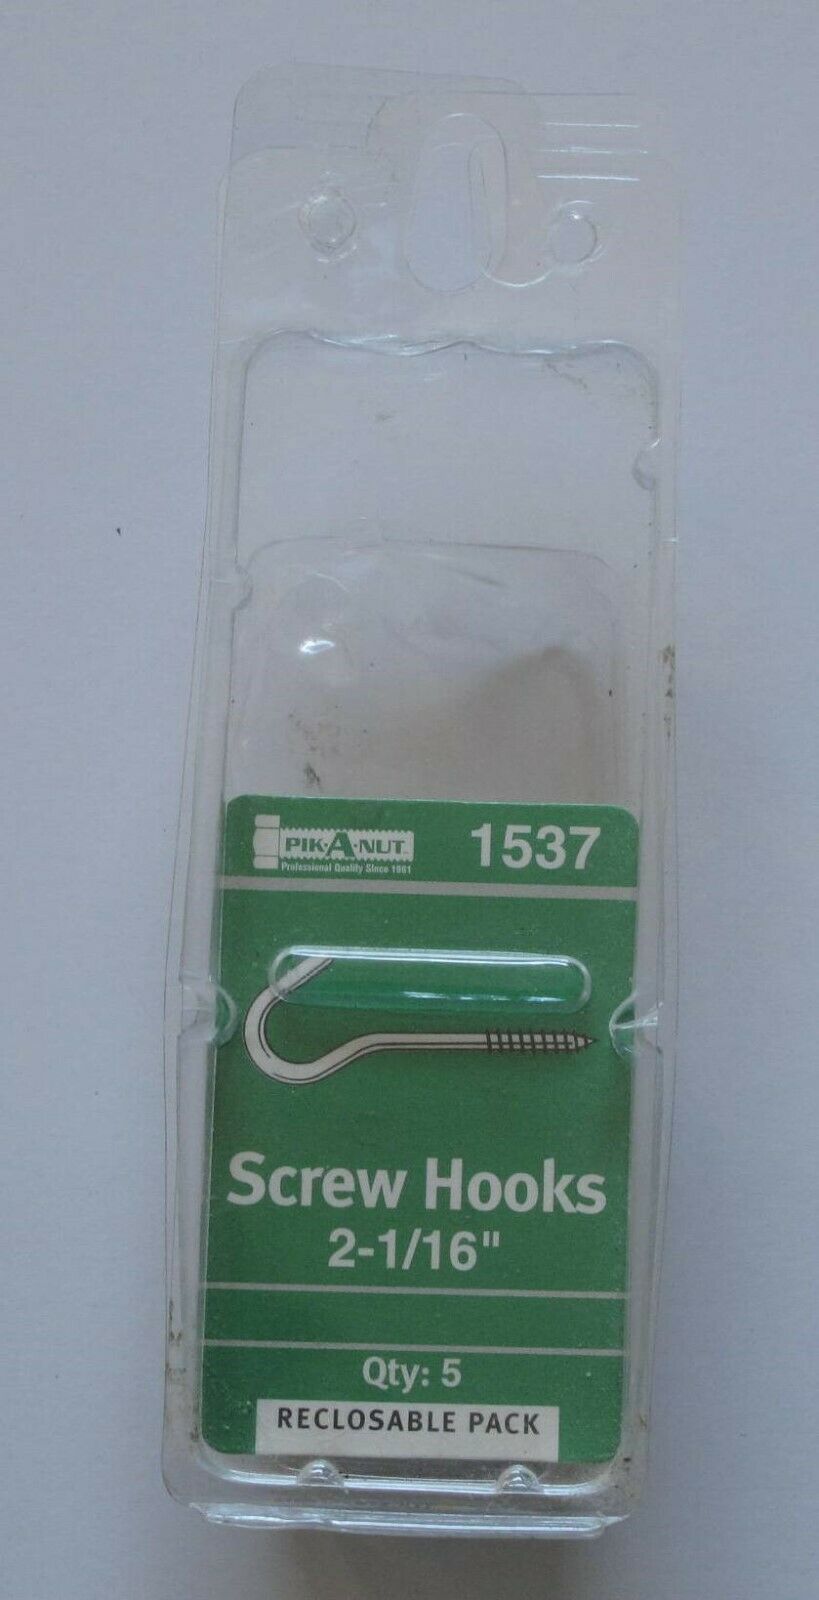 PIK-A-NUT
Professional Quality Since 1961
1537
Screw Hooks
2-1/16"
Qty: 5
RECLOSABLE PACK